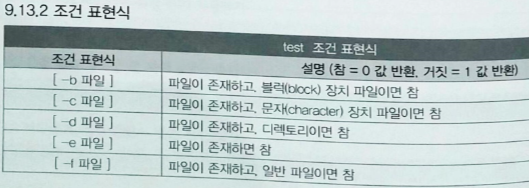 9.13.2 조건 표현식
test 조건 표현식
조건 표현식 설명 (참 = 0 값 반환, 거짓 = 1 값 반환)
[ -b 파일 ] 파일이 존재하고, 블럭(block) 장치 파일이면 참
[ -c 파일 ] 파일이 존재하고, 문자(character) 장치 파일이면 참
[ -d 파일 ] 파일이 존재하고, 디렉토리이면 참
[ -e 파일 ] 파일이 존재하면 참
[ -f 파일 ] 파일이 존재하고, 일반 파일이면 참